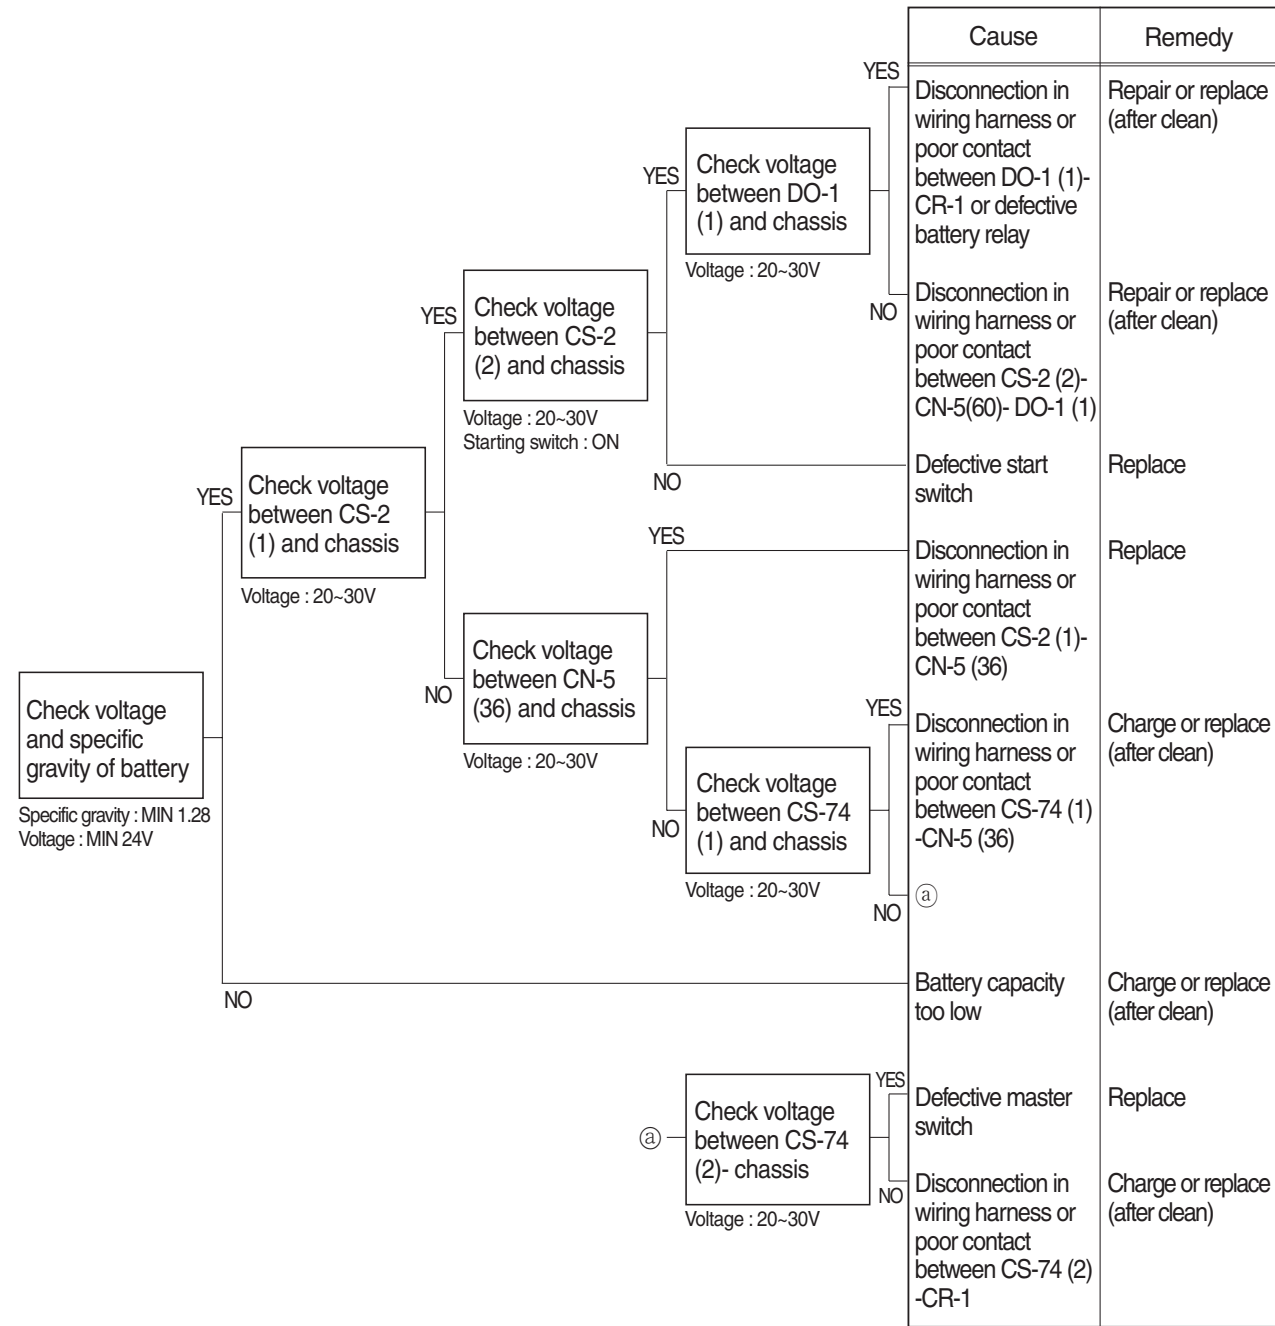 Cause
Remedy
YES
Disconnection in
wiring harness or
poor contact
between DO-1 (1)-
CR-1 or defective
battery relay
Repair or replace
(after clean)
YES
Check voltage
between DO-1
(1) and chassis
Voltage : 20~30V
NO
Disconnection in
wiring harness or
poor contact
between CS-2 (2)-
CN-5(60)- DO-1 (1)
Repair or replace
(after clean)
YES
Check voltage
between CS-2
(2) and chassis
Voltage : 20~30V
Starting switch : ON
NO
Defective start
switch
Replace
YES
Check voltage
between CS-2
(1) and chassis
Voltage : 20~30V
YES
Disconnection in
wiring harness or
poor contact
between CS-2 (1)-
CN-5 (36)
Replace
NO
Check voltage
between CN-5
(36) and chassis
Voltage : 20~30V
Check voltage
and specific
gravity of battery
Specific gravity : MIN 1.28
Voltage : MIN 24V
YES
Disconnection in
wiring harness or
poor contact
between CS-74 (1)
-CN-5 (36)
Charge or replace
(after clean)
NO
Check voltage
between CS-74
(1) and chassis
Voltage : 20~30V
NO
ⓐ
NO
Battery capacity
too low
Charge or replace
(after clean)
ⓐ
Check voltage
between CS-74
(2)- chassis
Voltage : 20~30V
YES
Defective master
switch
Replace
NO
Disconnection in
wiring harness or
poor contact
between CS-74 (2)
-CR-1
Charge or replace
(after clean)